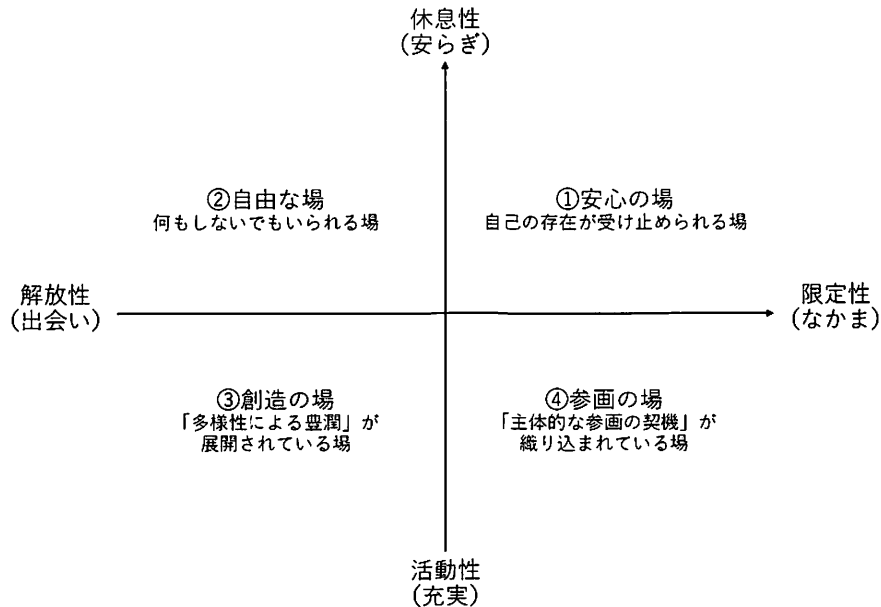 休息性
(安らぎ)
②自由な場
何もしないでもいられる場
①安心の場
自己の存在が受け止められる場
解放性
(出会い)
限定性
(なかま)
③創造の場
「多様性による豊潤」が
展開されている場
④参画の場
「主体的な参画の契機」が
織り込まれている場
活動性
(充実)